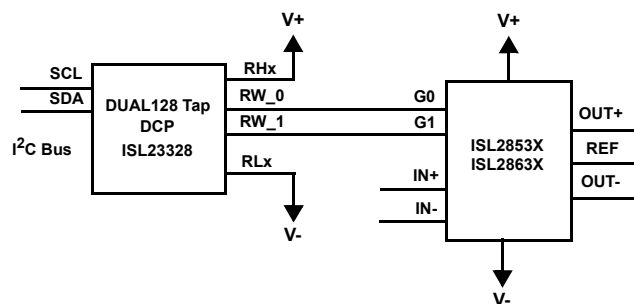 V+
SCL
SDA
I²C Bus
DUAL128 Tap
DCP
ISL23328
RHx
RW_0
RW_1
RLx
V-
V+
G0
G1
IN+
IN-
ISL2853X
ISL2863X
OUT+
REF
OUT-
V-